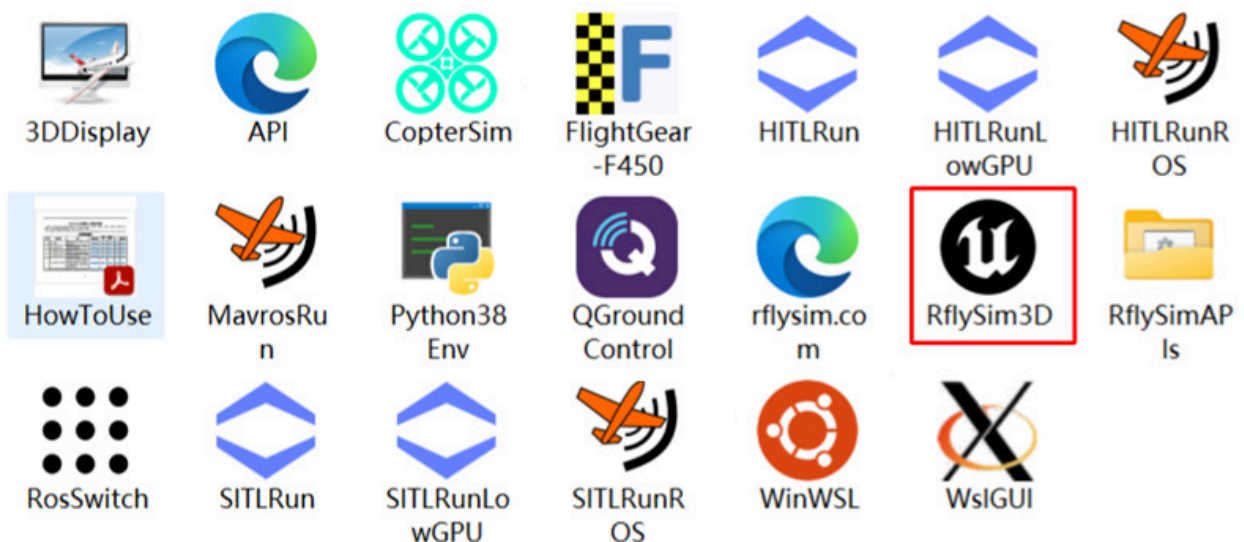 3DDisplay
API
CopterSim
FlightGear
-F450
HITLRun
HITLRunL
owGPU
HITLRunR
OS
HowToUse
MavrosRu
n
Python38
Env
QGround
Control
rflysim.co
m
RflySim3D
RflySimAP
Is
RosSwitch
SITLRun
SITLRunLo
wGPU
SITLRunR
OS
WinWSL
WslGUI